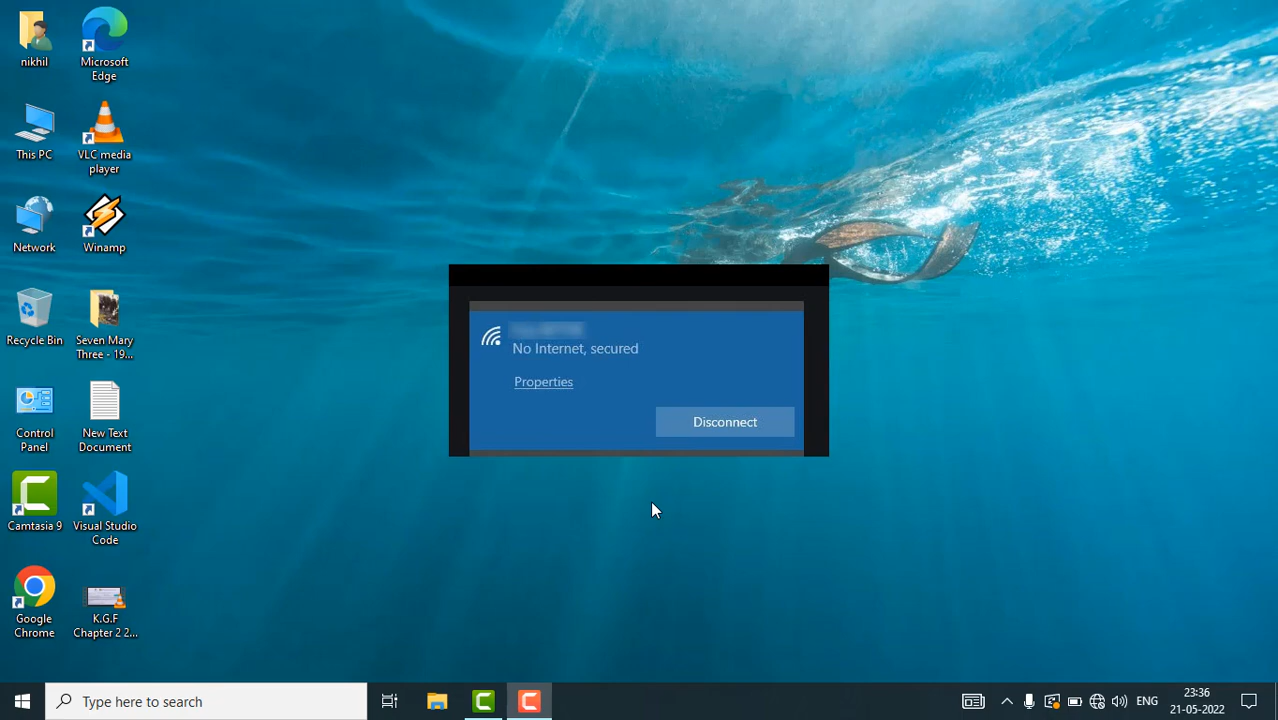 nikhil
Microsoft
Edge
This PC
VLC media
player
Network
Winamp
Recycle Bin
Seven Mary
Three - 19...
Control
Panel
New Text
Document
Camtasia 9
Visual Studio
Code
Google
Chrome
K.G.F
Chapter 2 2...
No Internet, secured
Properties
Disconnect
Type here to search
ENG
23:36
21-05-2022